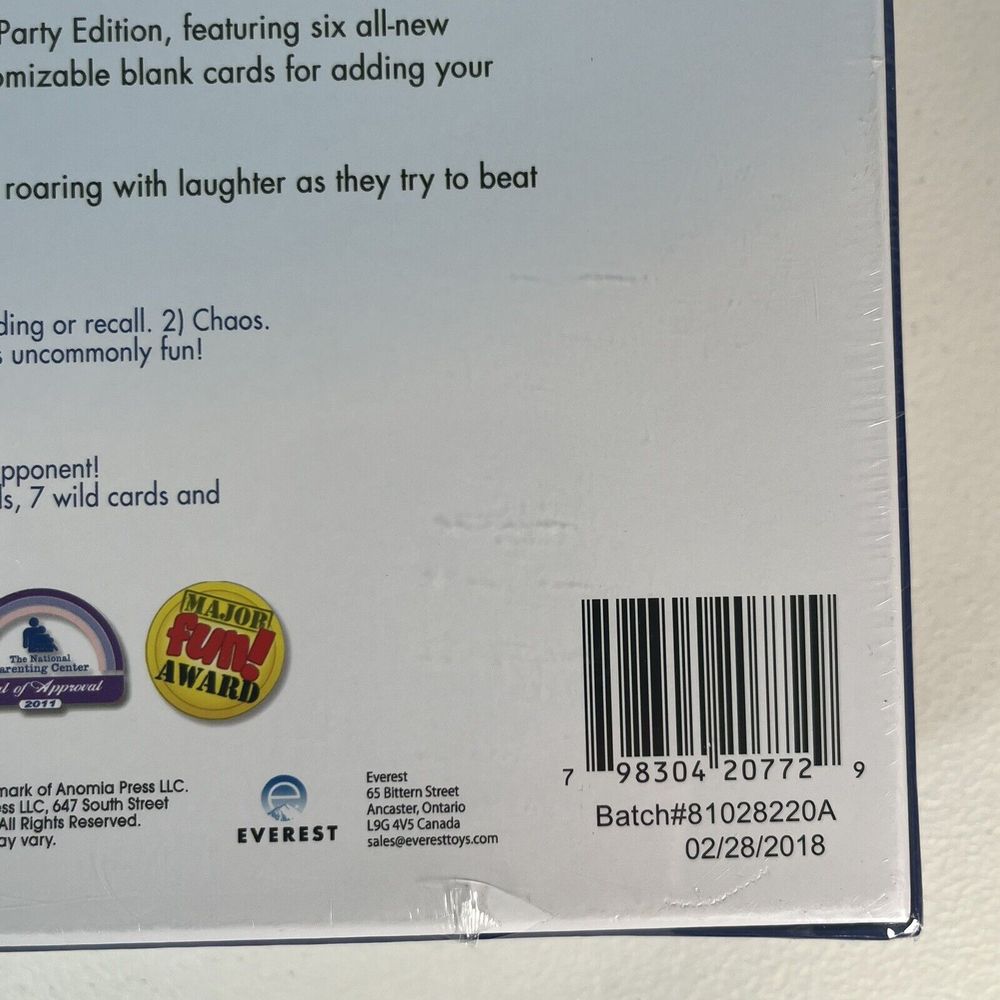 Party Edition, featuring six all-new
omizable blank cards for adding your
roaring with laughter as they try to beat
ding or recall. 2) Chaos.
s uncommonly fun!
pponent!
ls, 7 wild cards and
The National
arenting Center
l of Approval
2011
MAJOR
fun!
AWARD
mark of Anomia Press LLC.
ss LLC, 647 South Street
All Rights Reserved.
ay vary.
EVEREST
Everest
65 Bittern Street
Ancaster, Ontario
L9G 4V5 Canada
sales@everesttoys.com
7 98304 20772 9
Batch#81028220A
02/28/2018